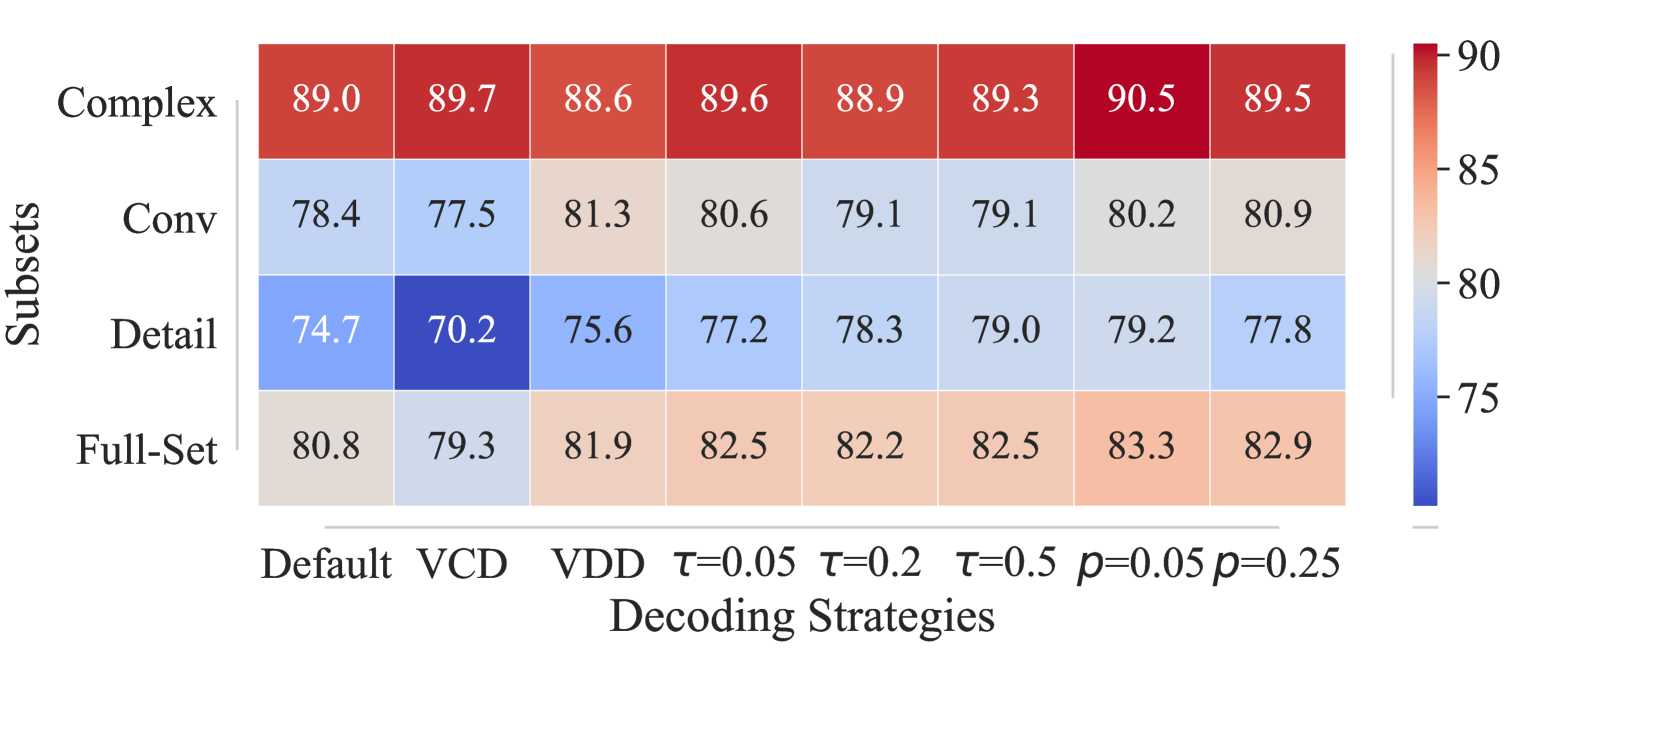 Complex 89.0 89.7 88.6 89.6 88.9 89.3 90.5 89.5
Conv 78.4 77.5 81.3 80.6 79.1 79.1 80.2 80.9
Detail 74.7 70.2 75.6 77.2 78.3 79.0 79.2 77.8
Full-Set 80.8 79.3 81.9 82.5 82.2 82.5 83.3 82.9
Subsets
Default VCD VDD τ=0.05 τ=0.2 τ=0.5 p=0.05 p=0.25
Decoding Strategies
90
85
80
75